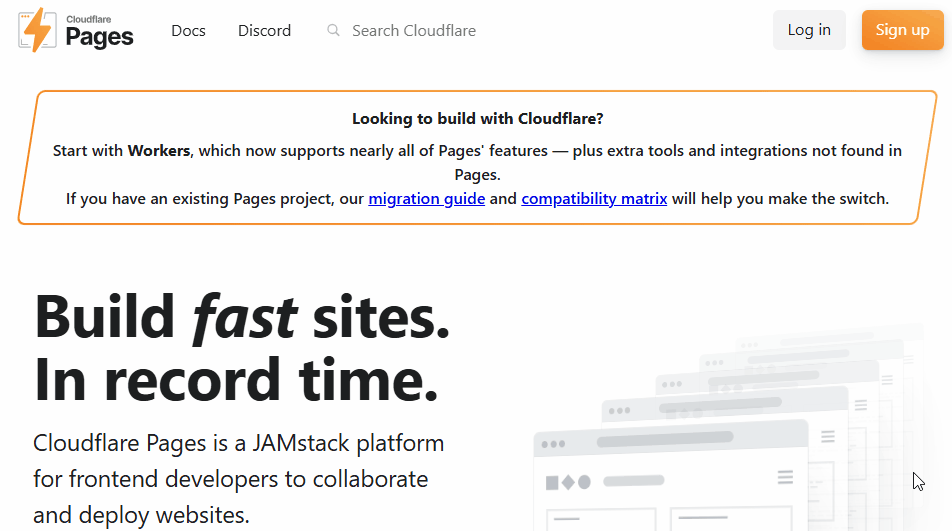 Cloudflare
Pages
Docs
Discord
Search Cloudflare
Log in
Sign up
Looking to build with Cloudflare?
Start with Workers, which now supports nearly all of Pages' features — plus extra tools and integrations not found in
Pages.
If you have an existing Pages project, our migration guide and compatibility matrix will help you make the switch.
Build fast sites.
In record time.
Cloudflare Pages is a JAMstack platform
for frontend developers to collaborate
and deploy websites.